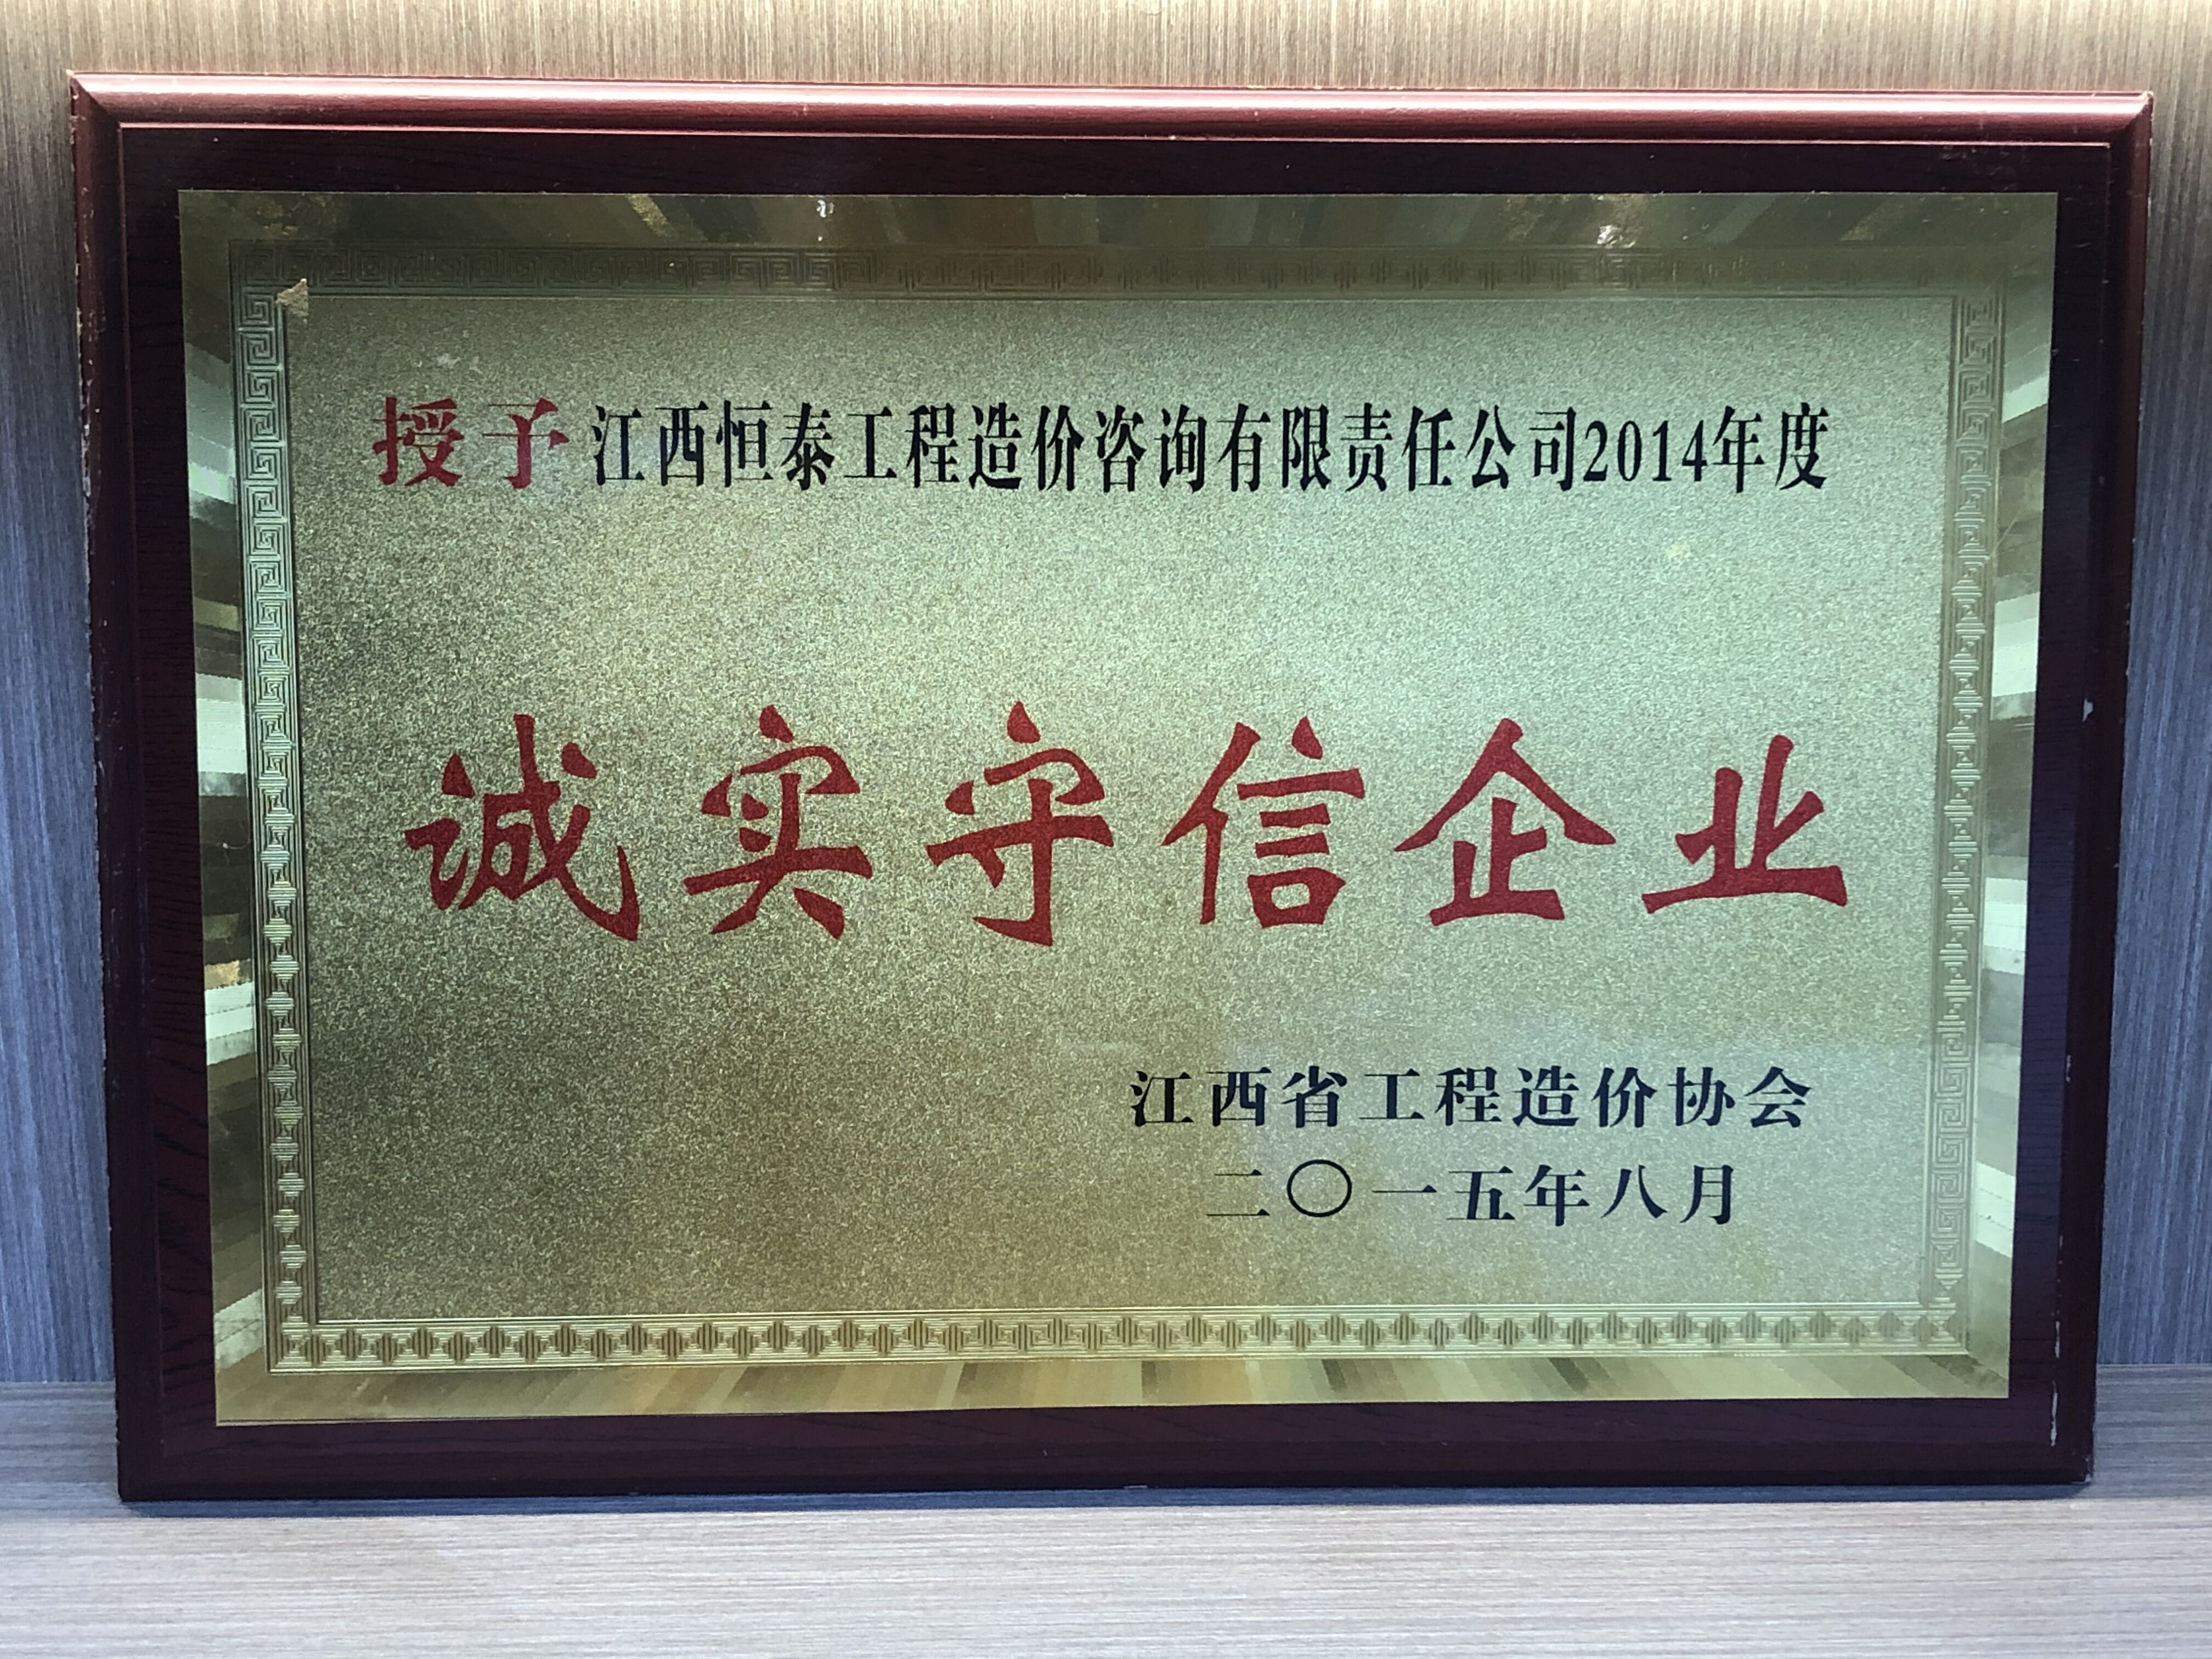 授予 江西恒泰工程造价咨询有限责任公司2014年度
诚实守信企业
江西省工程造价协会
二〇一五年八月